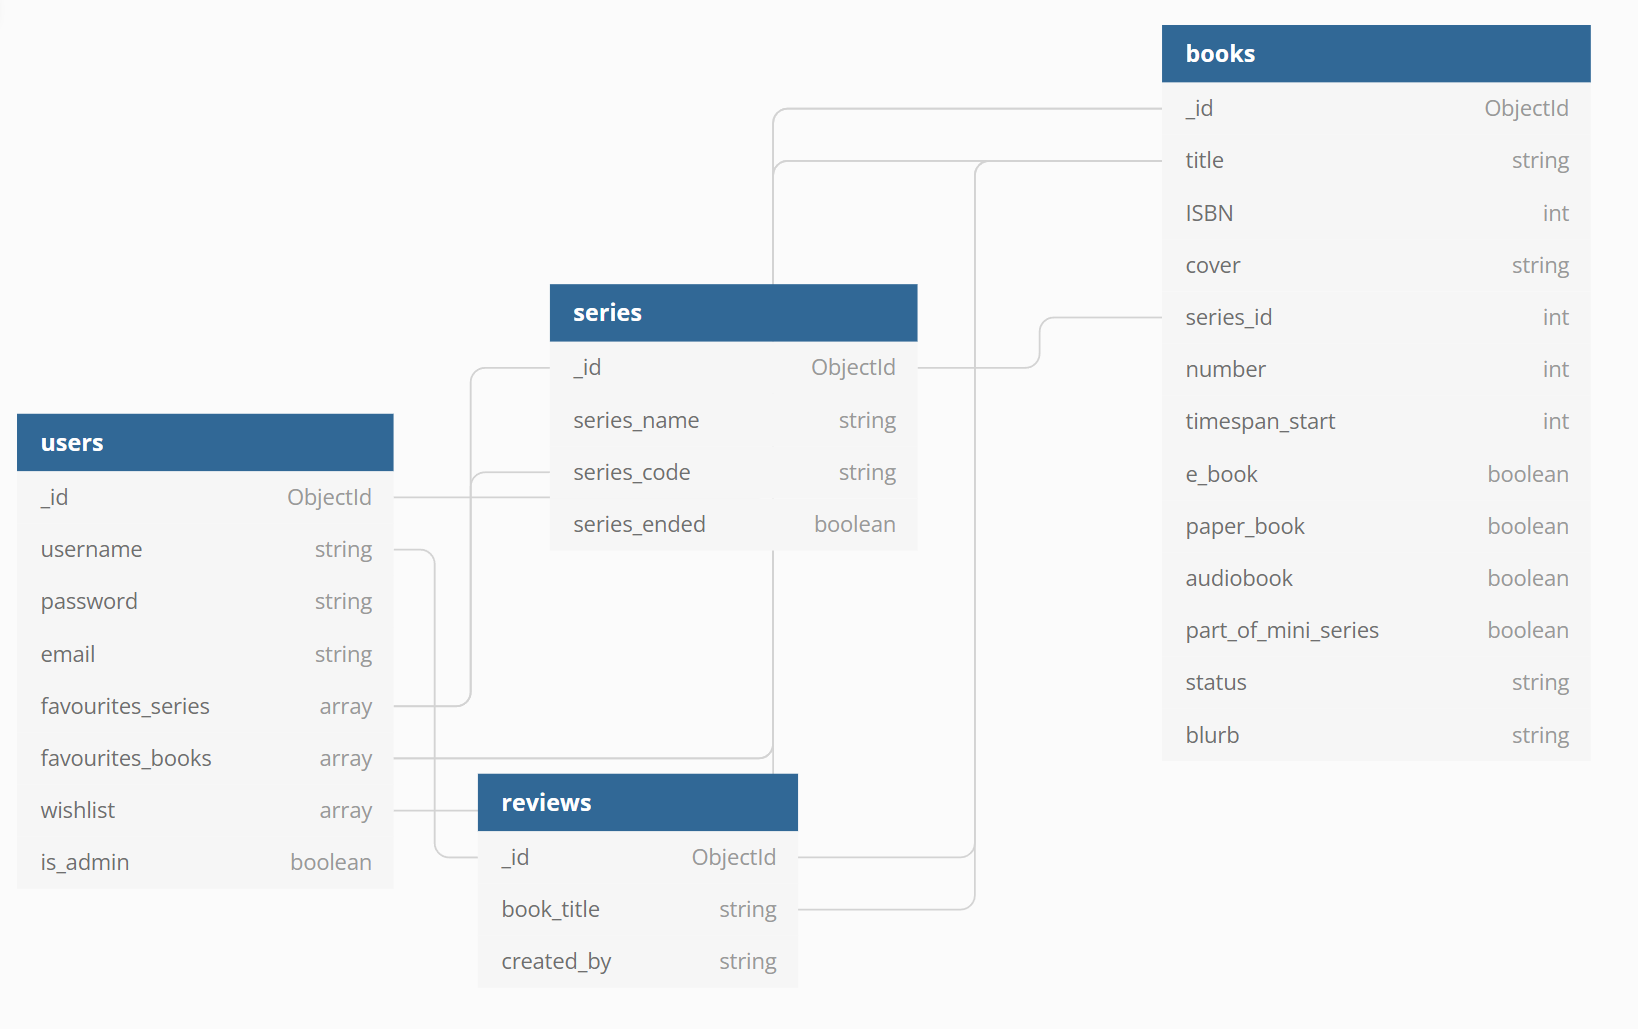 books
_id ObjectId
title string
ISBN int
cover string
series_id int
number int
timespan_start int
e_book boolean
paper_book boolean
audiobook boolean
part_of_mini_series boolean
status string
blurb string
series
_id ObjectId
series_name string
series_code string
series_ended boolean
users
_id ObjectId
username string
password string
email string
favourites_series array
favourites_books array
wishlist array
is_admin boolean
reviews
_id ObjectId
book_title string
created_by string